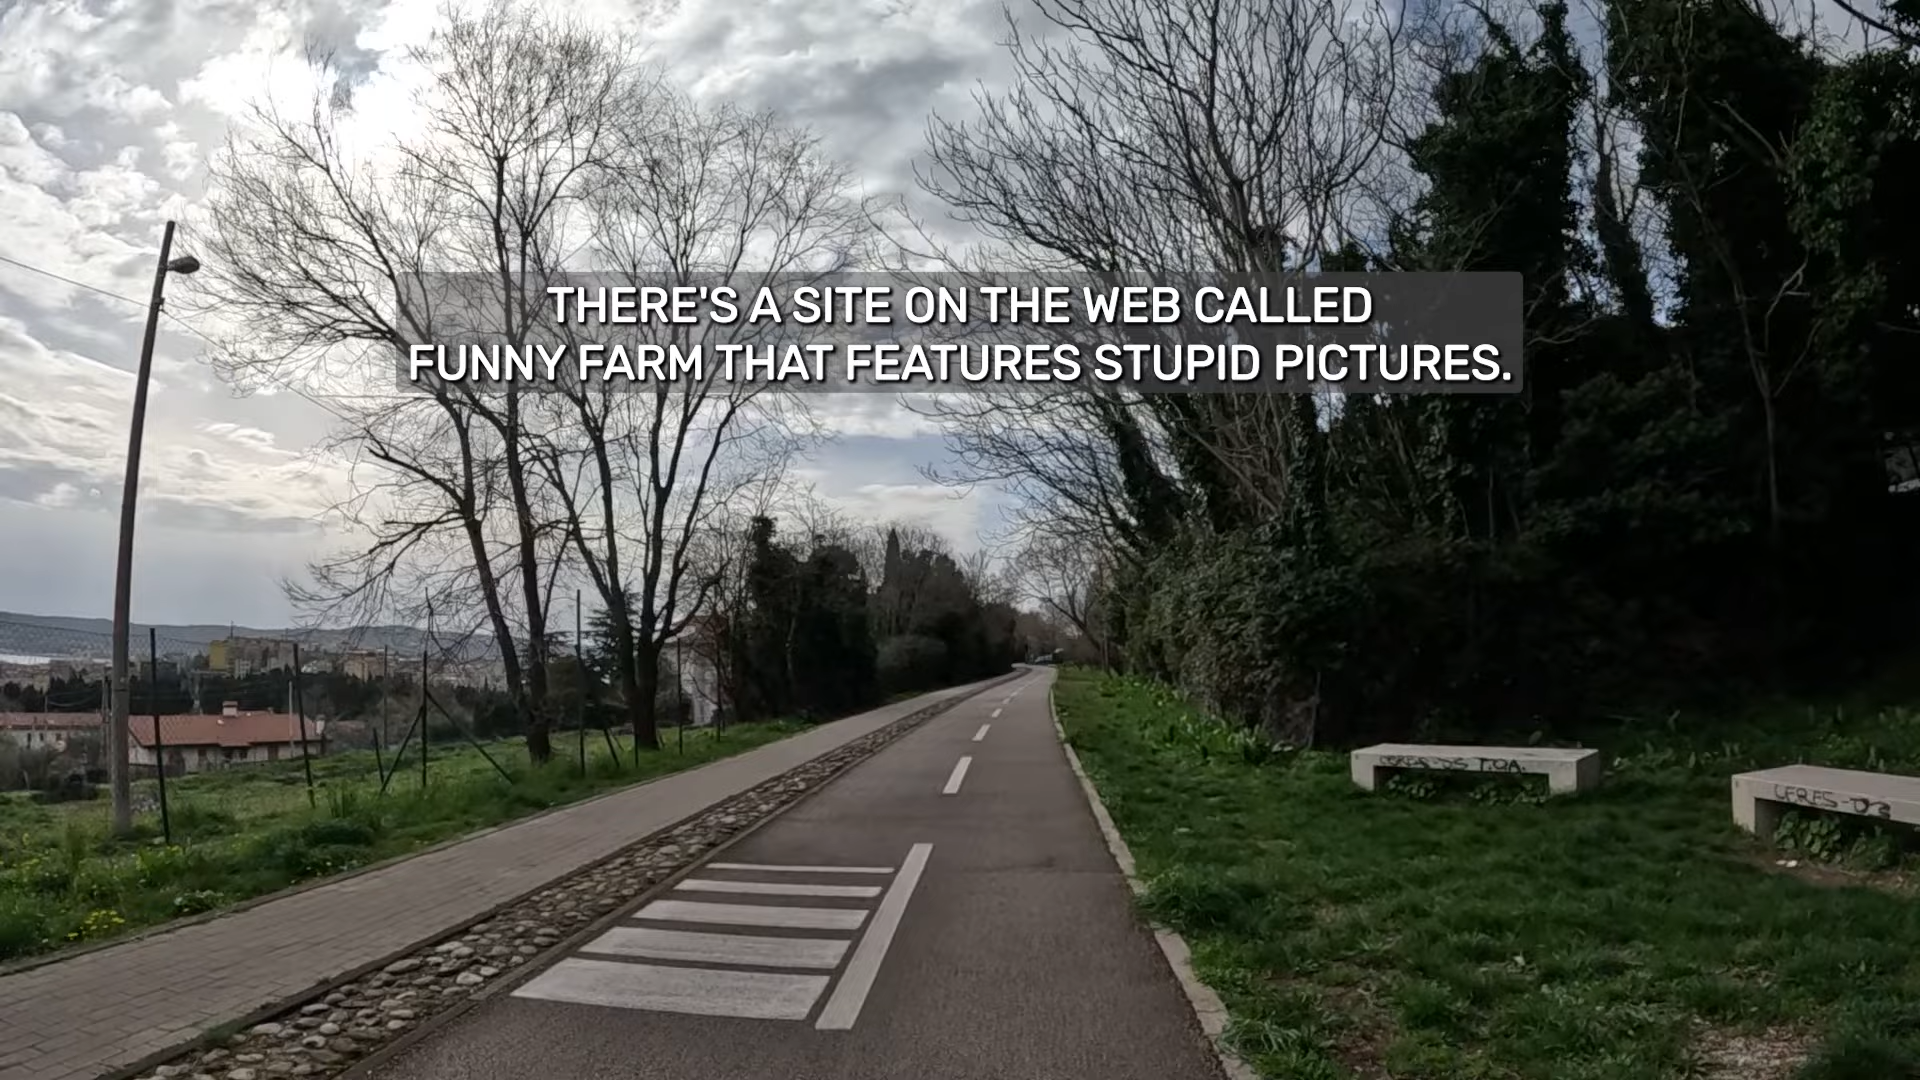 THERE'S A SITE ON THE WEB CALLED
FUNNY FARM THAT FEATURES STUPID PICTURES.